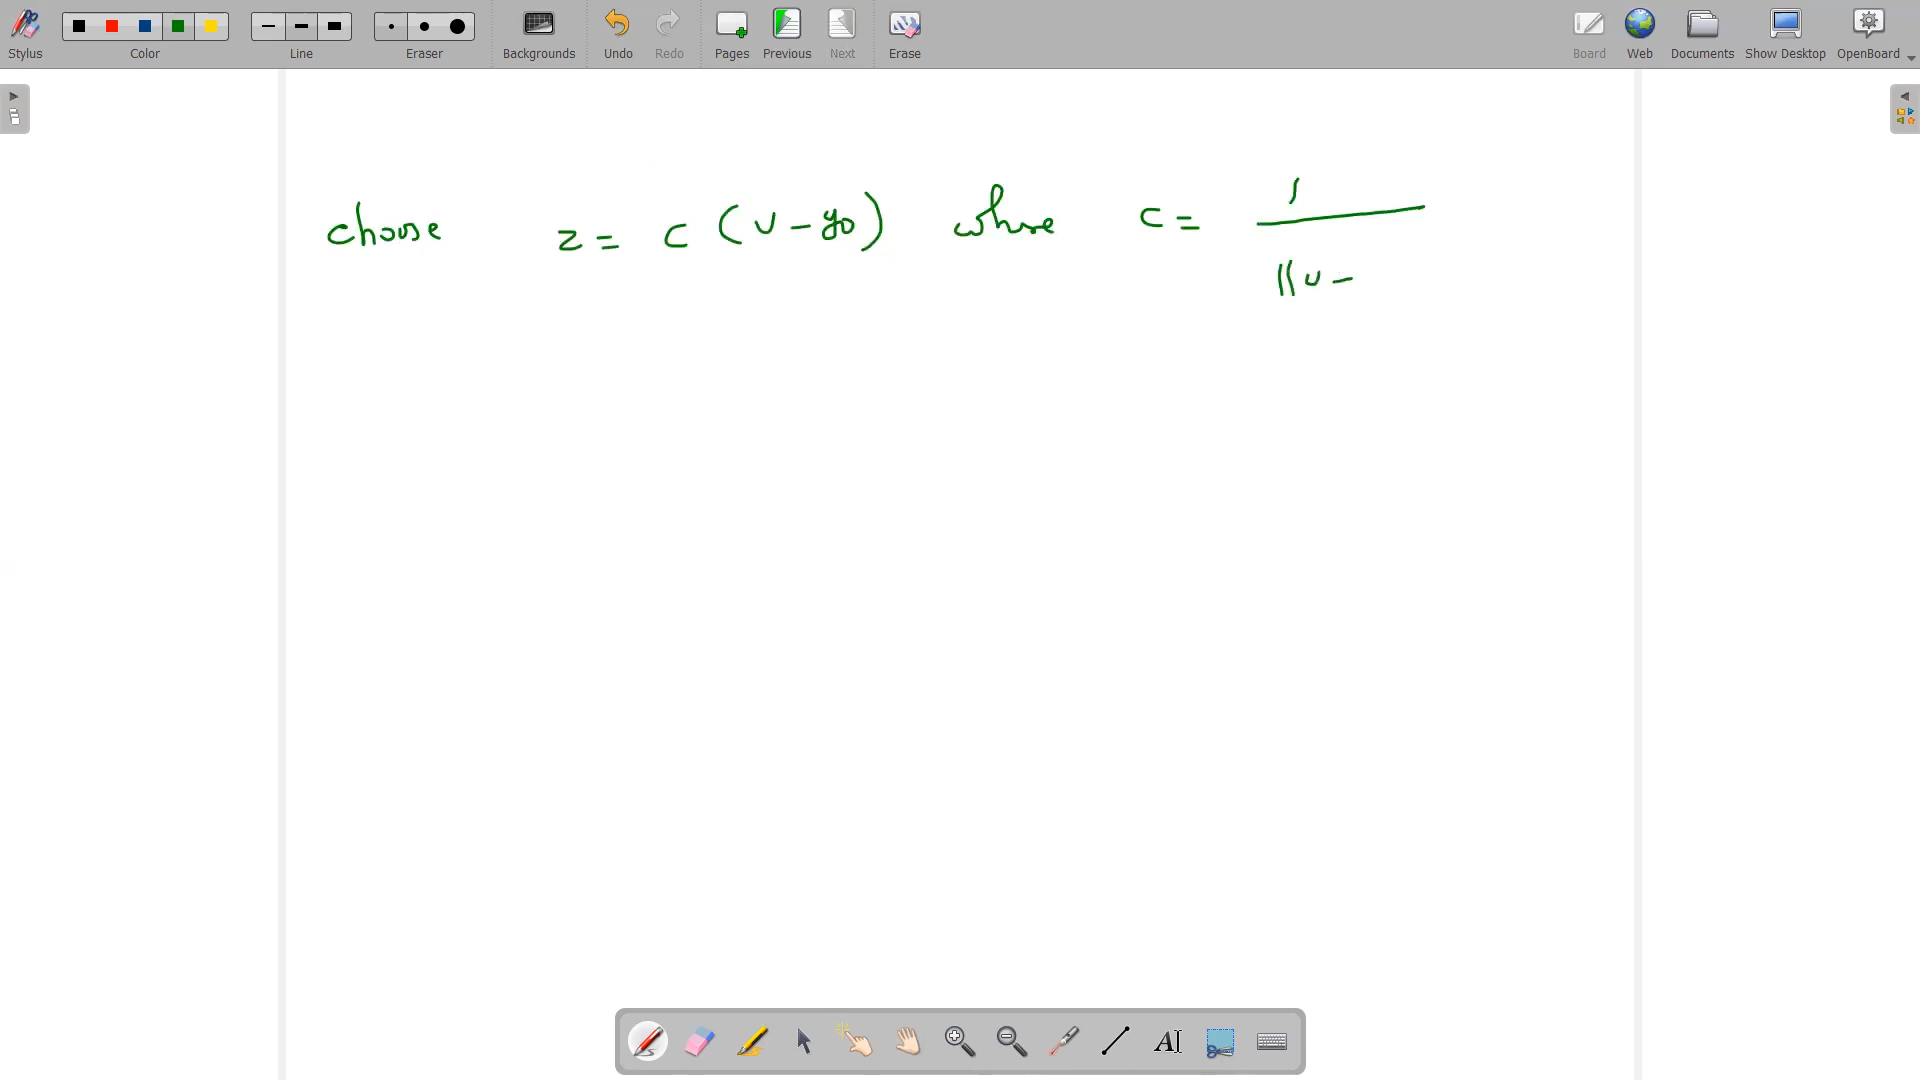 Stylus Color Line Eraser Backgrounds Undo Redo Pages Previous Next Erase Board Web Documents Show Desktop OpenBoard
choose z = c (v - y0) where c = 1
||v -